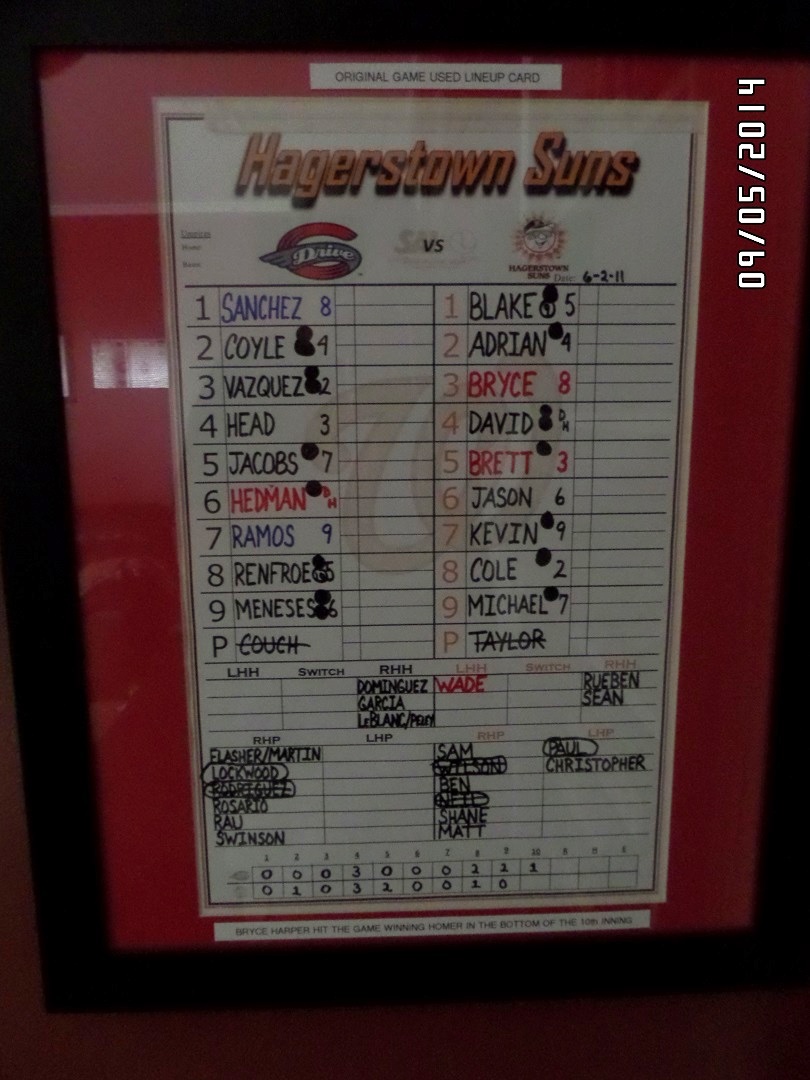 ORIGINAL GAME USED LINEUP CARD
09/05/2014
Hagerstown Suns
Drive
VS
HAGERSTOWN
SUNS
Date: 6-2-11
1 SANCHEZ 8
2 COYLE 4
3 VAZQUEZ 2
4 HEAD 3
5 JACOBS 7
6 HEDMAN DH
7 RAMOS 9
8 RENFROE 5
9 MENESES 6
P COUCH
1 BLAKE 5
2 ADRIAN 4
3 BRYCE 8
4 DAVID DH
5 BRETT 3
6 JASON 6
7 KEVIN 9
8 COLE 2
9 MICHAEL 7
P TAYLOR
LHH SWITCH RHH LHH SWITCH RHH
DOMINGUEZ WADE RUEBEN
GARCIA SEAN
LeBLANC/
RHP LHP RHP LHP
FLASHER/MARTIN SAM PAUL
LOCKWOOD CHRISTOPHER
RODRIGUEZ BEN
ROSARIO NEIL
RAU SHANE
SWINSON MATT
1 2 3 4 5 6 7 8 9 10
0 0 0 3 0 0 0 2 2 1
0 1 0 3 2 0 0 1 0
BRYCE HARPER HIT THE GAME WINNING HOMER IN THE BOTTOM OF THE 10th INNING